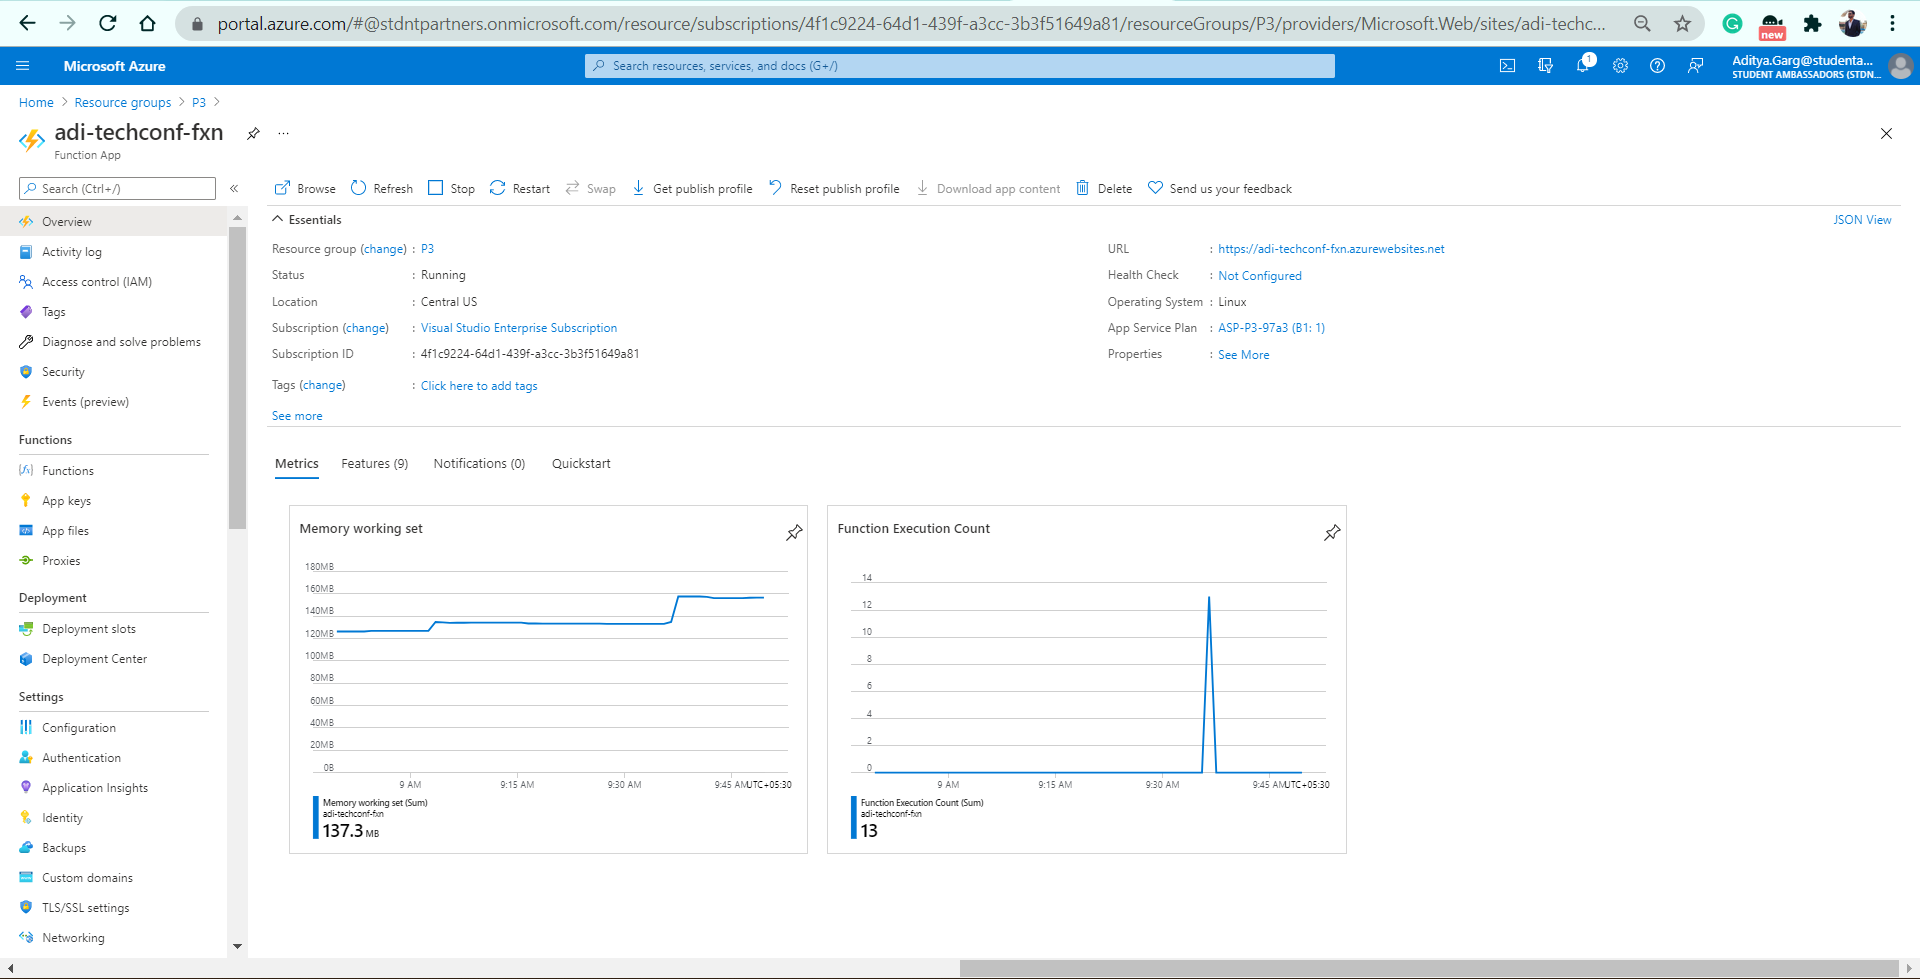 portal.azure.com/#@stdntpartners.onmicrosoft.com/resource/subscriptions/4f1c9224-64d1-439f-a3cc-3b3f51649a81/resourceGroups/P3/providers/Microsoft.Web/sites/adi-techc...
new
Microsoft Azure
Search resources, services, and docs (G+/)
1
Aditya.Garg@studenta...
STUDENT AMBASSADORS (STDN...
Home > Resource groups > P3 >
adi-techconf-fxn
...
Function App
Search (Ctrl+/)
«
Browse Refresh Stop Restart Swap Get publish profile Reset publish profile Download app content Delete Send us your feedback
Overview
Activity log
Access control (IAM)
Tags
Diagnose and solve problems
Security
Events (preview)
Functions
Functions
App keys
App files
Proxies
Deployment
Deployment slots
Deployment Center
Settings
Configuration
Authentication
Application Insights
Identity
Backups
Custom domains
TLS/SSL settings
Networking
Essentials
JSON View
Resource group (change) : P3
Status : Running
Location : Central US
Subscription (change) : Visual Studio Enterprise Subscription
Subscription ID : 4f1c9224-64d1-439f-a3cc-3b3f51649a81
Tags (change) : Click here to add tags
See more
URL : https://adi-techconf-fxn.azurewebsites.net
Health Check : Not Configured
Operating System : Linux
App Service Plan : ASP-P3-97a3 (B1: 1)
Properties : See More
Metrics Features (9) Notifications (0) Quickstart
Memory working set
180MB
160MB
140MB
120MB
100MB
80MB
60MB
40MB
20MB
0B
9 AM 9:15 AM 9:30 AM 9:45 AM UTC+05:30
Memory working set (Sum)
adi-techconf-fxn
137.3 MB
Function Execution Count
14
12
10
8
6
4
2
0
9 AM 9:15 AM 9:30 AM 9:45 AM UTC+05:30
Function Execution Count (Sum)
adi-techconf-fxn
13